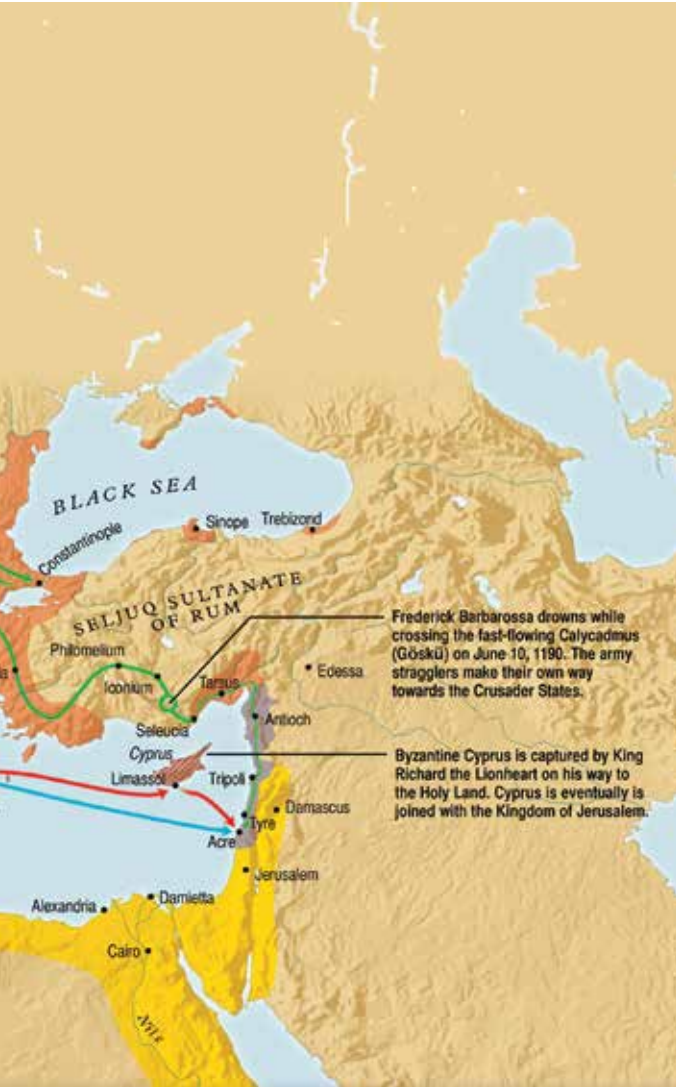 BLACK SEA
Constantinople
Sinope
Trebizond
SELJUQ SULTANATE
OF RUM
Philomelium
Iconium
Tarsus
Seleucia
Edessa
Antioch
Frederick Barbarossa drowns while
crossing the fast-flowing Calycadmus
(Göskü) on June 10, 1190. The army
stragglers make their own way
towards the Crusader States.
Cyprus
Limassol
Tripoli
Byzantine Cyprus is captured by King
Richard the Lionheart on his way to
the Holy Land. Cyprus is eventually is
joined with the Kingdom of Jerusalem.
Damascus
Tyre
Acre
Jerusalem
Alexandria
Damietta
Cairo
Nile